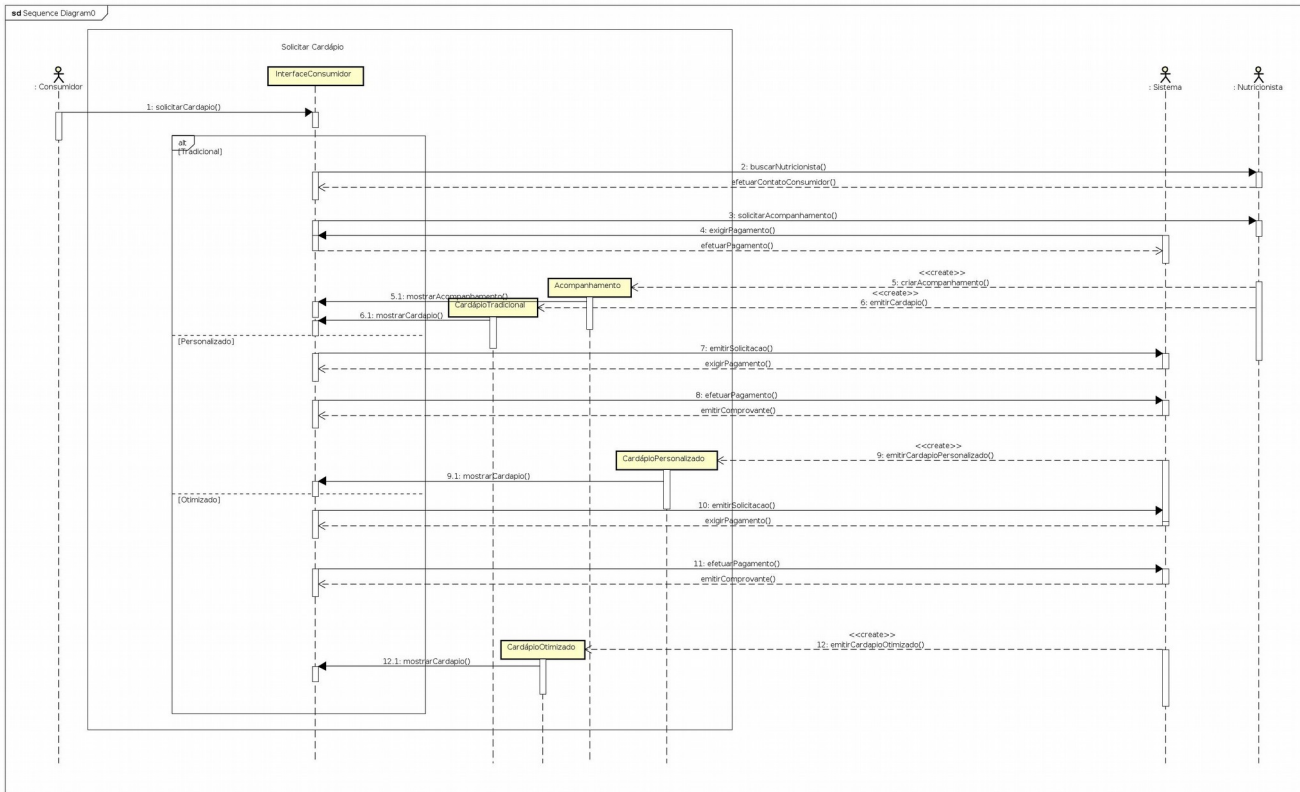 sd Sequence Diagram0
Solicitar Cardápio
InterfaceConsumidor
: Consumidor
: Sistema
: Nutricionista
1: solicitarCardapio()
alt
[Tradicional]
2: buscarNutricionista()
efetuarContatoConsumidor()
3: solicitarAcompanhamento()
4: exigirPagamento()
efetuarPagamento()
<<create>>
5: criarAcompanhamento()
Acompanhamento
<<create>>
6: emitirCardapio()
5.1: mostrarAcompanhamento()
CardápioTradicional
6.1: mostrarCardapio()
[Personalizado]
7: emitirSolicitacao()
exigirPagamento()
8: efetuarPagamento()
emitirComprovante()
<<create>>
9: emitirCardapioPersonalizado()
CardápioPersonalizado
9.1: mostrarCardapio()
[Otimizado]
10: emitirSolicitacao()
exigirPagamento()
11: efetuarPagamento()
emitirComprovante()
<<create>>
12: emitirCardapioOtimizado()
CardápioOtimizado
12.1: mostrarCardapio()